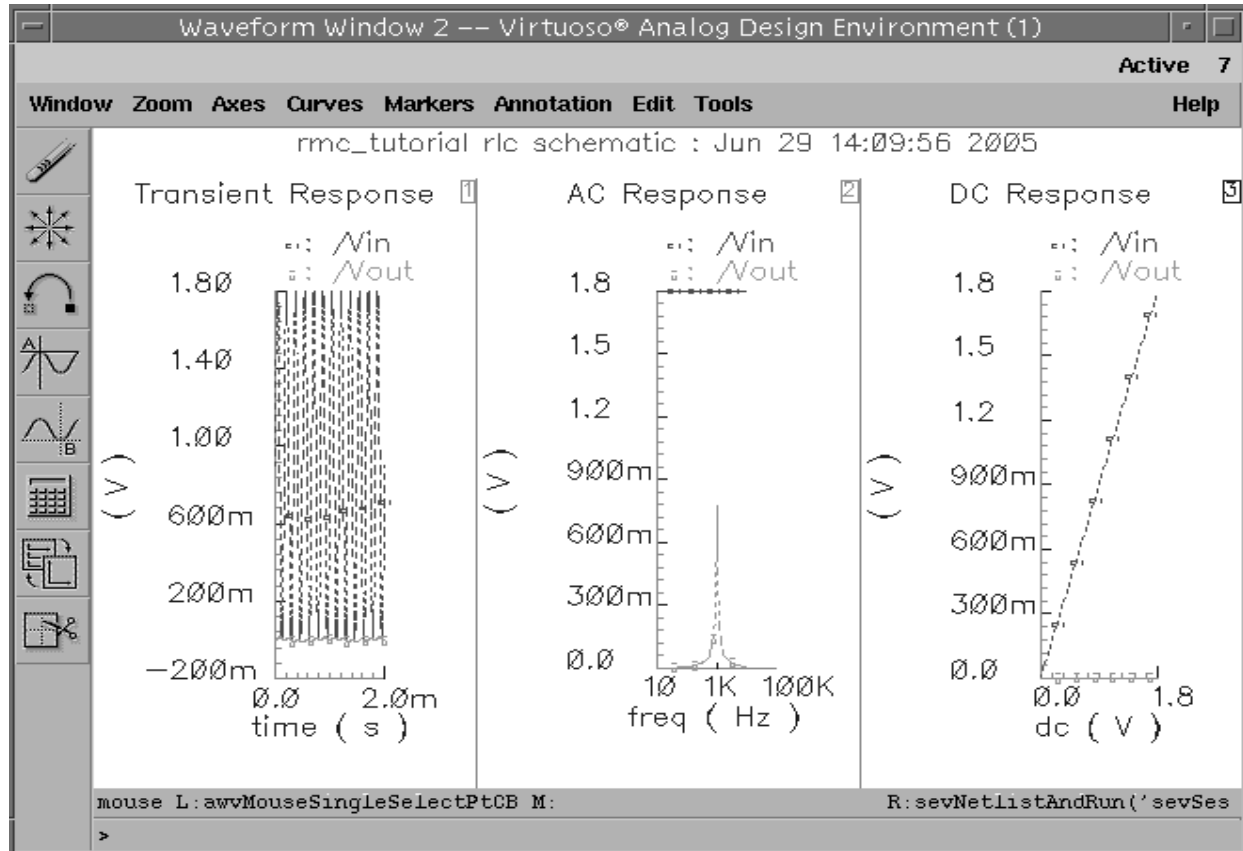 Waveform Window 2 -- Virtuoso® Analog Design Environment (1)
Active 7
Window Zoom Axes Curves Markers Annotation Edit Tools Help
rmc_tutorial rlc schematic : Jun 29 14:09:56 2005
Transient Response 1
: /Vin
: /Vout
1.80
1.40
1.00
600m
200m
-200m
( V )
0.0 2.0m
time ( s )
AC Response 2
: /Vin
: /Vout
1.8
1.5
1.2
900m
600m
300m
0.0
( V )
10 1K 100K
freq ( Hz )
DC Response 3
: /Vin
: /Vout
1.8
1.5
1.2
900m
600m
300m
0.0
( V )
0.0 1.8
dc ( V )
A
B
mouse L:awvMouseSingleSelectPtCB M: R:sevNetlistAndRun('sevSes
>